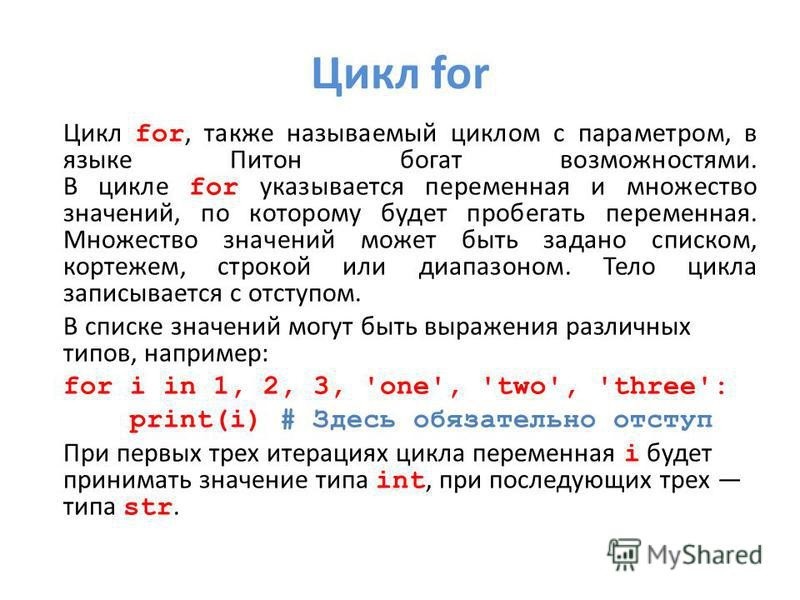 Цикл for
Цикл for, также называемый циклом с параметром, в
языке Питон богат возможностями.
В цикле for указывается переменная и множество
значений, по которому будет пробегать переменная.
Множество значений может быть задано списком,
кортежем, строкой или диапазоном. Тело цикла
записывается с отступом.
В списке значений могут быть выражения различных
типов, например:
for i in 1, 2, 3, 'one', 'two', 'three':
    print(i) # Здесь обязательно отступ
При первых трех итерациях цикла переменная i будет
принимать значение типа int, при последующих трех —
типа str.
MyShared